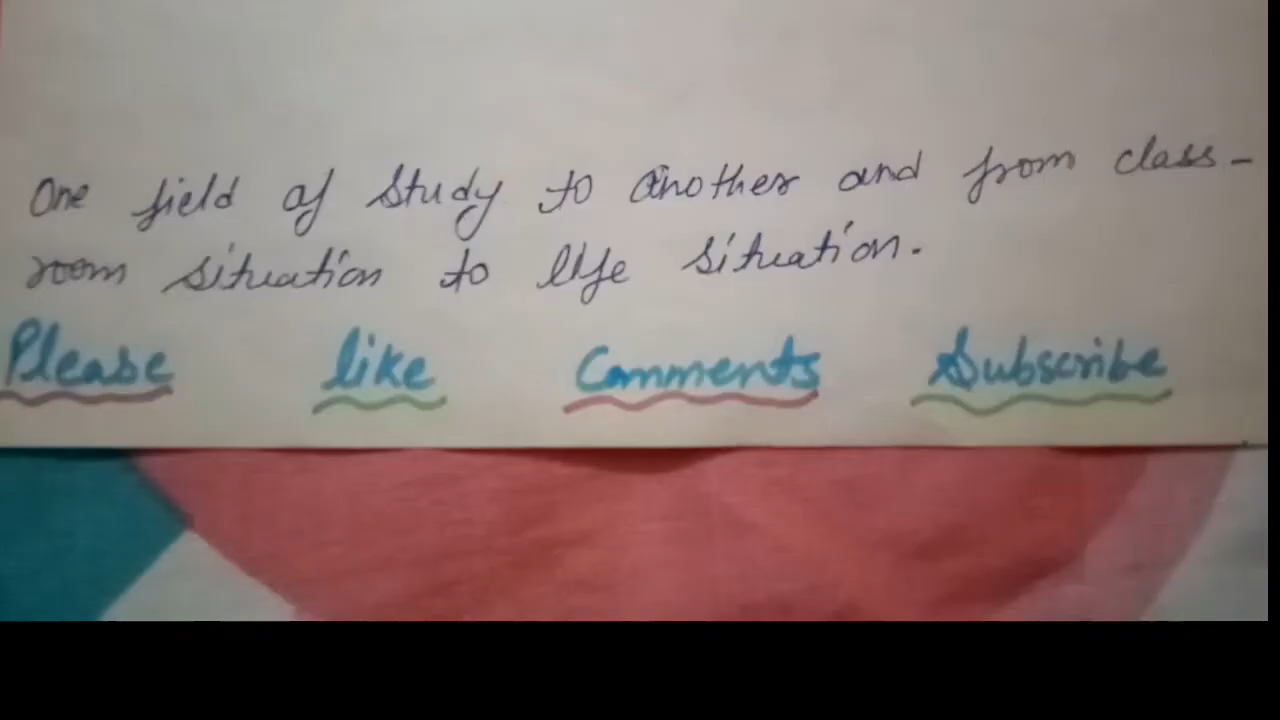 One field of Study to another and from class-
room situation to life situation.
Please like Comments Subscribe